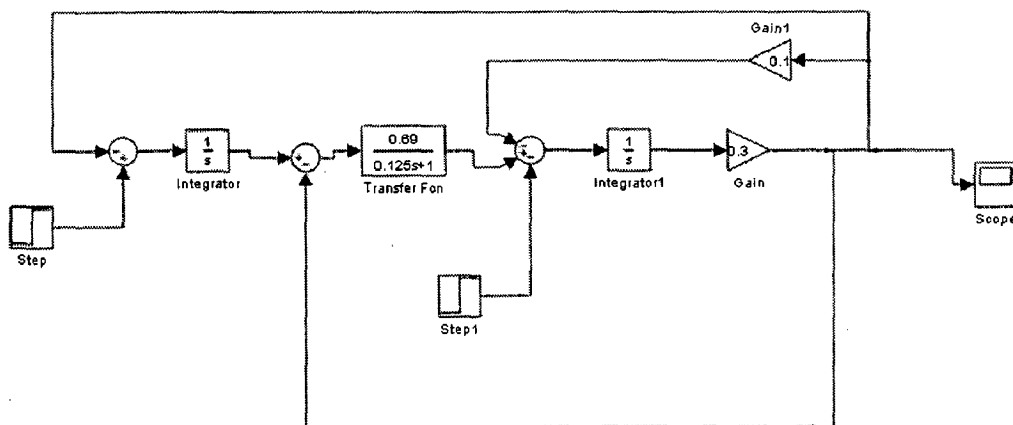 Gain1
0.1
1
s
Integrator
0.69
0.125s+1
Transfer Fcn
1
s
Integrator1
0.3
Gain
Scope
Step
Step1